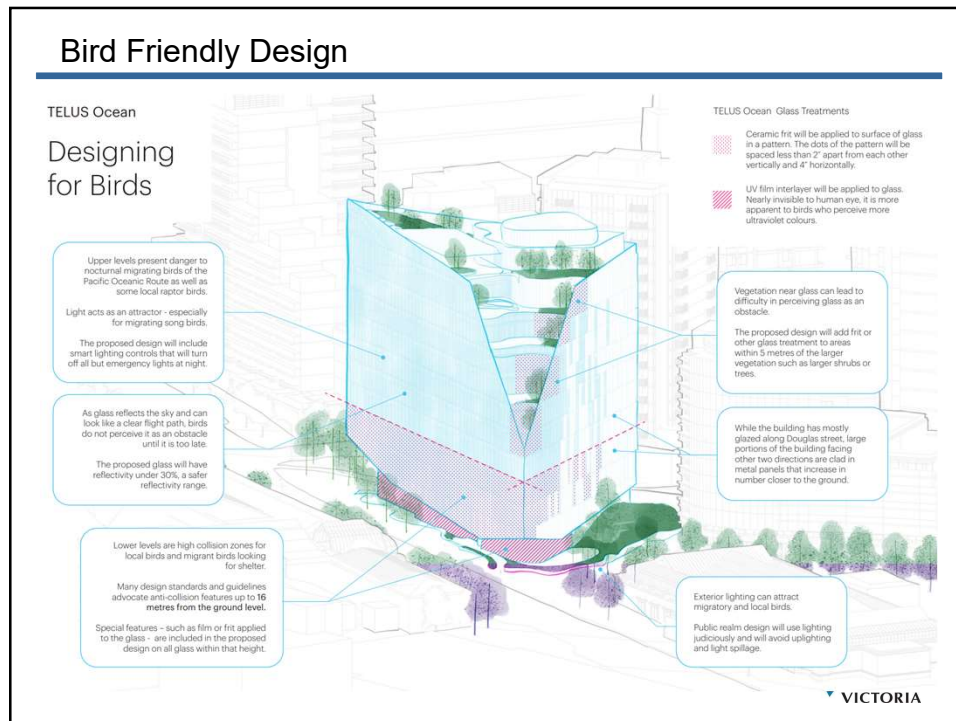 Bird Friendly Design
TELUS Ocean
Designing
for Birds
TELUS Ocean Glass Treatments
Ceramic frit will be applied to surface of glass
in a pattern. The dots of the pattern will be
spaced less than 2" apart from each other
vertically and 4" horizontally.
UV film interlayer will be applied to glass.
Nearly invisible to human eye, it is more
apparent to birds who perceive more
ultraviolet colours.
Upper levels present danger to
nocturnal migrating birds of the
Pacific Oceanic Route as well as
some local raptor birds.
Light acts as an attractor - especially
for migrating song birds.
The proposed design will include
smart lighting controls that will turn
off all but emergency lights at night.
As glass reflects the sky and can
look like a clear flight path, birds
do not perceive it as an obstacle
until it is too late.
The proposed glass will have
reflectivity under 30%, a safer
reflectivity range.
Lower levels are high collision zones for
local birds and migrant birds looking
for shelter.
Many design standards and guidelines
advocate anti-collision features up to 16
metres from the ground level.
Special features – such as film or frit applied
to the glass - are included in the proposed
design on all glass within that height.
Vegetation near glass can lead to
difficulty in perceiving glass as an
obstacle.
The proposed design will add frit or
other glass treatment to areas
within 5 metres of the larger
vegetation such as larger shrubs or
trees.
While the building has mostly
glazed along Douglas street, large
portions of the building facing
other two directions are clad in
metal panels that increase in
number closer to the ground.
Exterior lighting can attract
migratory and local birds.
Public realm design will use lighting
judiciously and will avoid uplighting
and light spillage.
VICTORIA